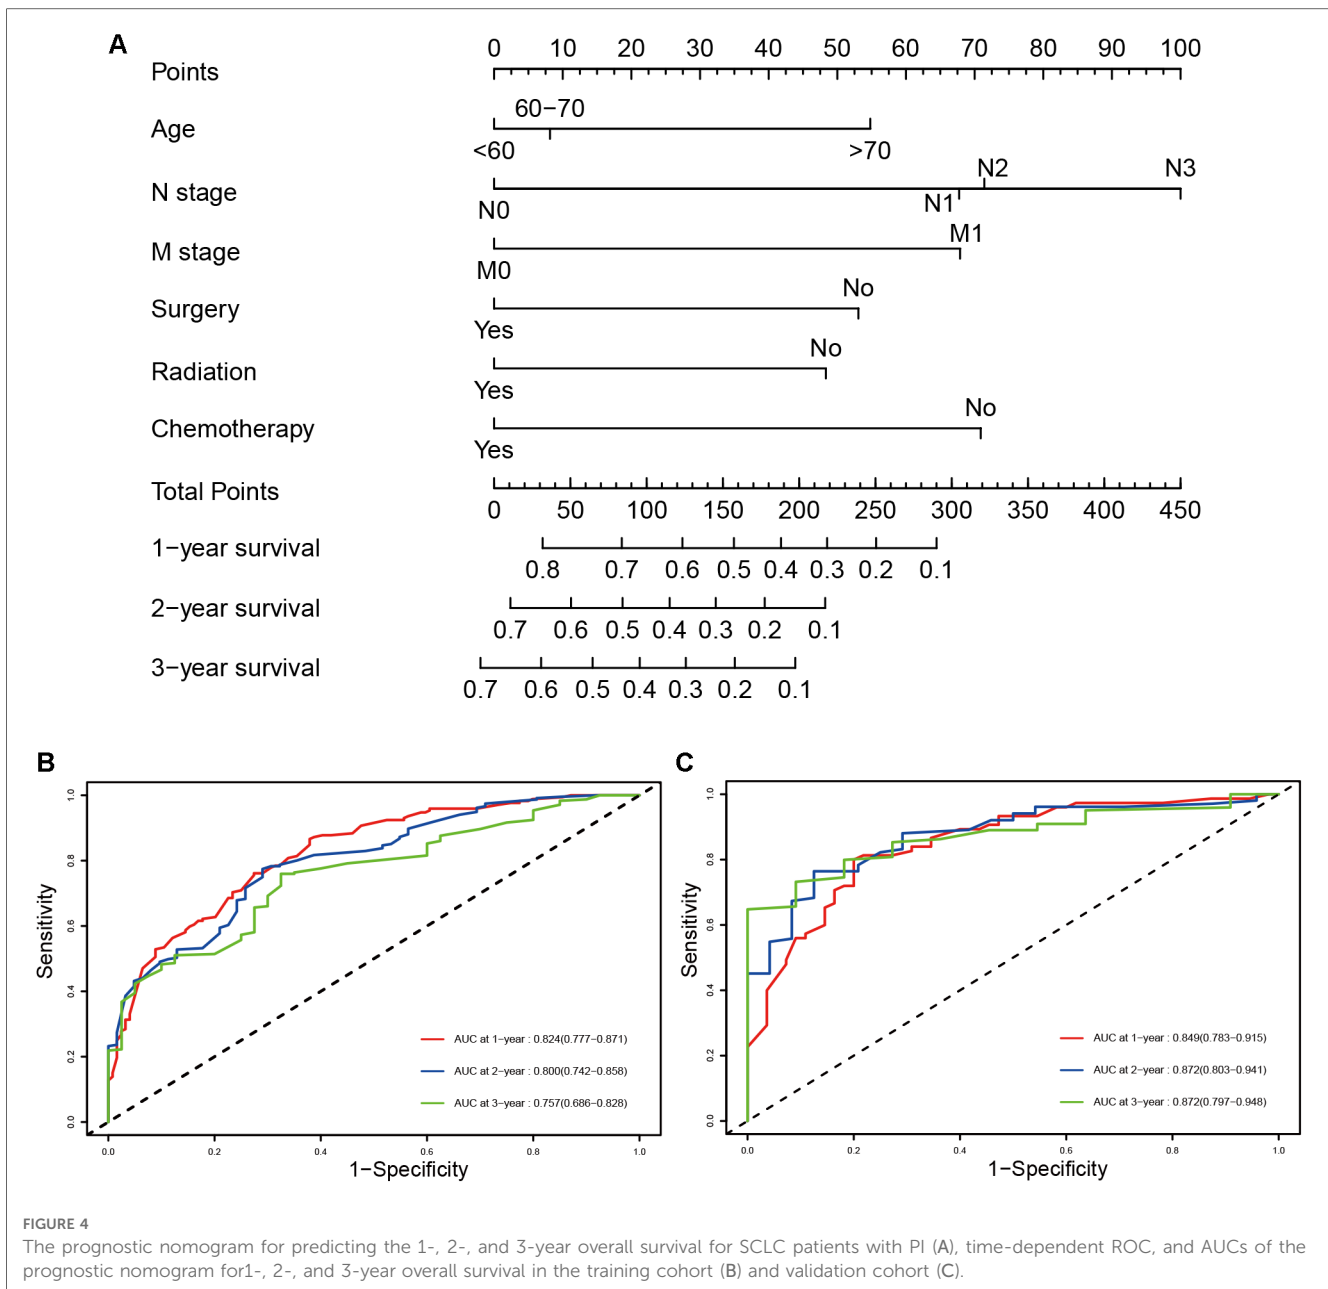 A
0 10 20 30 40 50 60 70 80 90 100
Points
60−70
Age
<60 >70
N2 N3
N stage
N0 N1
M1
M stage
M0
No
Surgery
Yes
No
Radiation
Yes
No
Chemotherapy
Yes
Total Points
0 50 100 150 200 250 300 350 400 450
1−year survival
0.8 0.7 0.6 0.5 0.4 0.3 0.2 0.1
2−year survival
0.7 0.6 0.5 0.4 0.3 0.2 0.1
3−year survival
0.7 0.6 0.5 0.4 0.3 0.2 0.1
B
1.0
0.8
0.6
0.4
0.2
0.0
Sensitivity
AUC at 1−year : 0.824(0.777−0.871)
AUC at 2−year : 0.800(0.742−0.858)
AUC at 3−year : 0.757(0.686−0.828)
0.0 0.2 0.4 0.6 0.8 1.0
1−Specificity
C
1.0
0.8
0.6
0.4
0.2
0.0
Sensitivity
AUC at 1−year : 0.849(0.783−0.915)
AUC at 2−year : 0.872(0.803−0.941)
AUC at 3−year : 0.872(0.797−0.948)
0.0 0.2 0.4 0.6 0.8 1.0
1−Specificity
FIGURE 4
The prognostic nomogram for predicting the 1-, 2-, and 3-year overall survival for SCLC patients with PI (A), time-dependent ROC, and AUCs of the
prognostic nomogram for1-, 2-, and 3-year overall survival in the training cohort (B) and validation cohort (C).